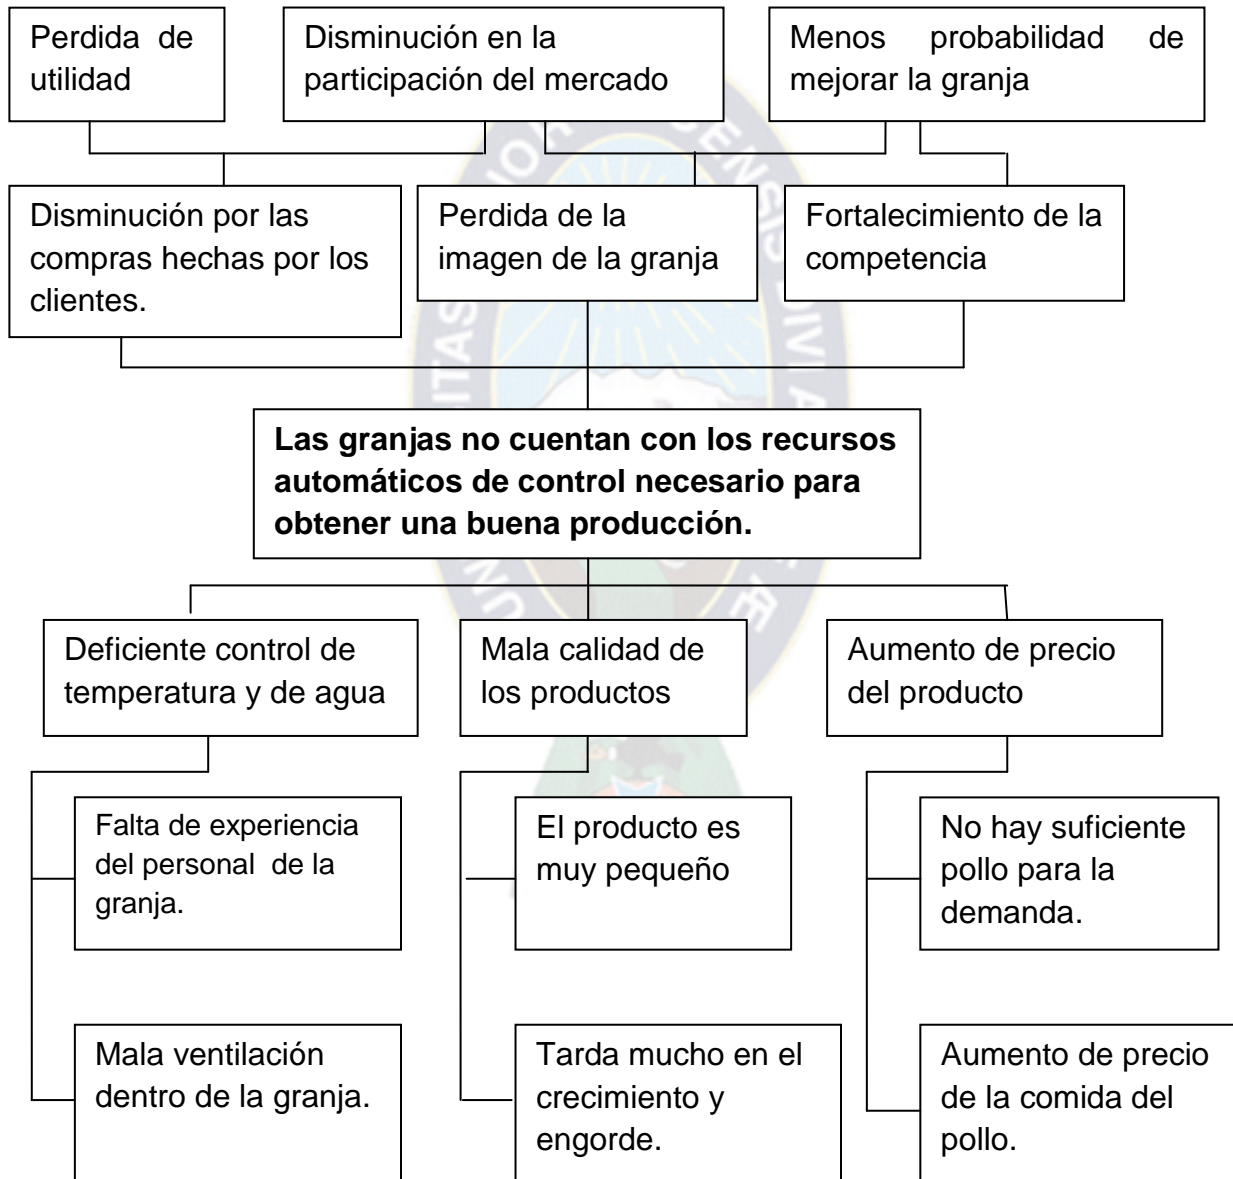 Perdida de
utilidad
Disminución en la
participación del mercado
Menos probabilidad de
mejorar la granja
Disminución por las
compras hechas por los
clientes.
Perdida de la
imagen de la granja
Fortalecimiento de la
competencia
Las granjas no cuentan con los recursos
automáticos de control necesario para
obtener una buena producción.
Deficiente control de
temperatura y de agua
Mala calidad de
los productos
Aumento de precio
del producto
Falta de experiencia
del personal de la
granja.
El producto es
muy pequeño
No hay suficiente
pollo para la
demanda.
Mala ventilación
dentro de la granja.
Tarda mucho en el
crecimiento y
engorde.
Aumento de precio
de la comida del
pollo.